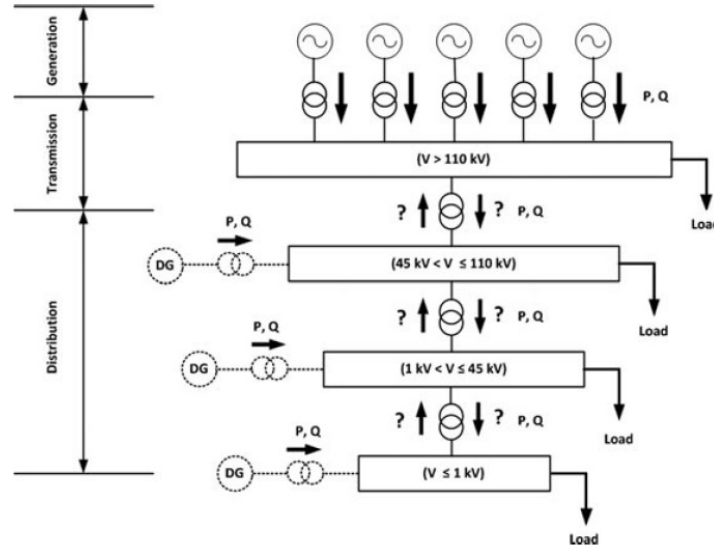 Generation
P, Q
Transmission
(V > 110 kV)
Load
? ? P, Q
P, Q
DG
(45 kV < V ≤ 110 kV)
Load
Distribution
? ? P, Q
P, Q
DG
(1 kV < V ≤ 45 kV)
Load
? ? P, Q
P, Q
DG
(V ≤ 1 kV)
Load